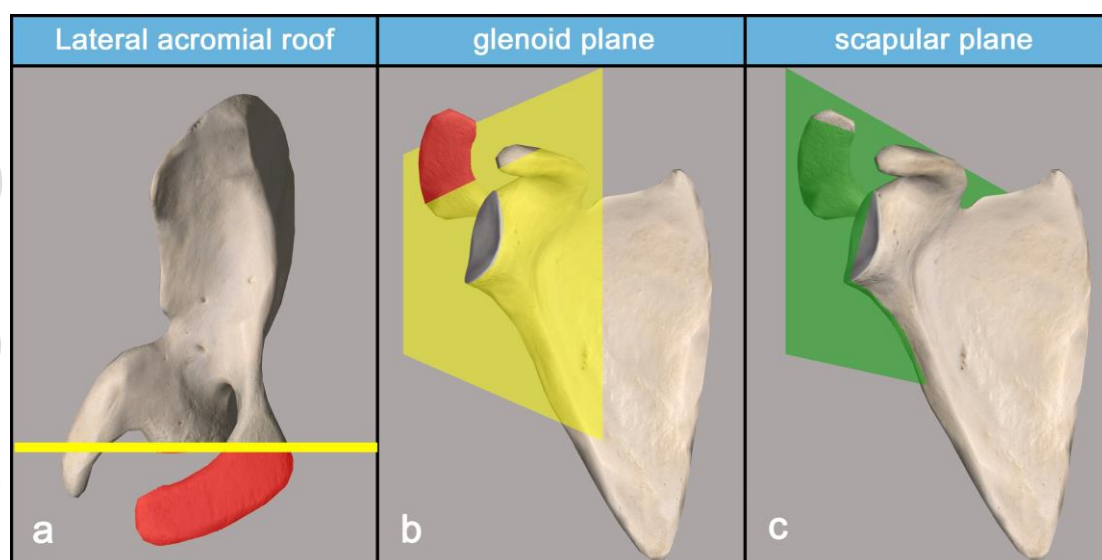 Lateral acromial roof
glenoid plane
scapular plane
a
b
c